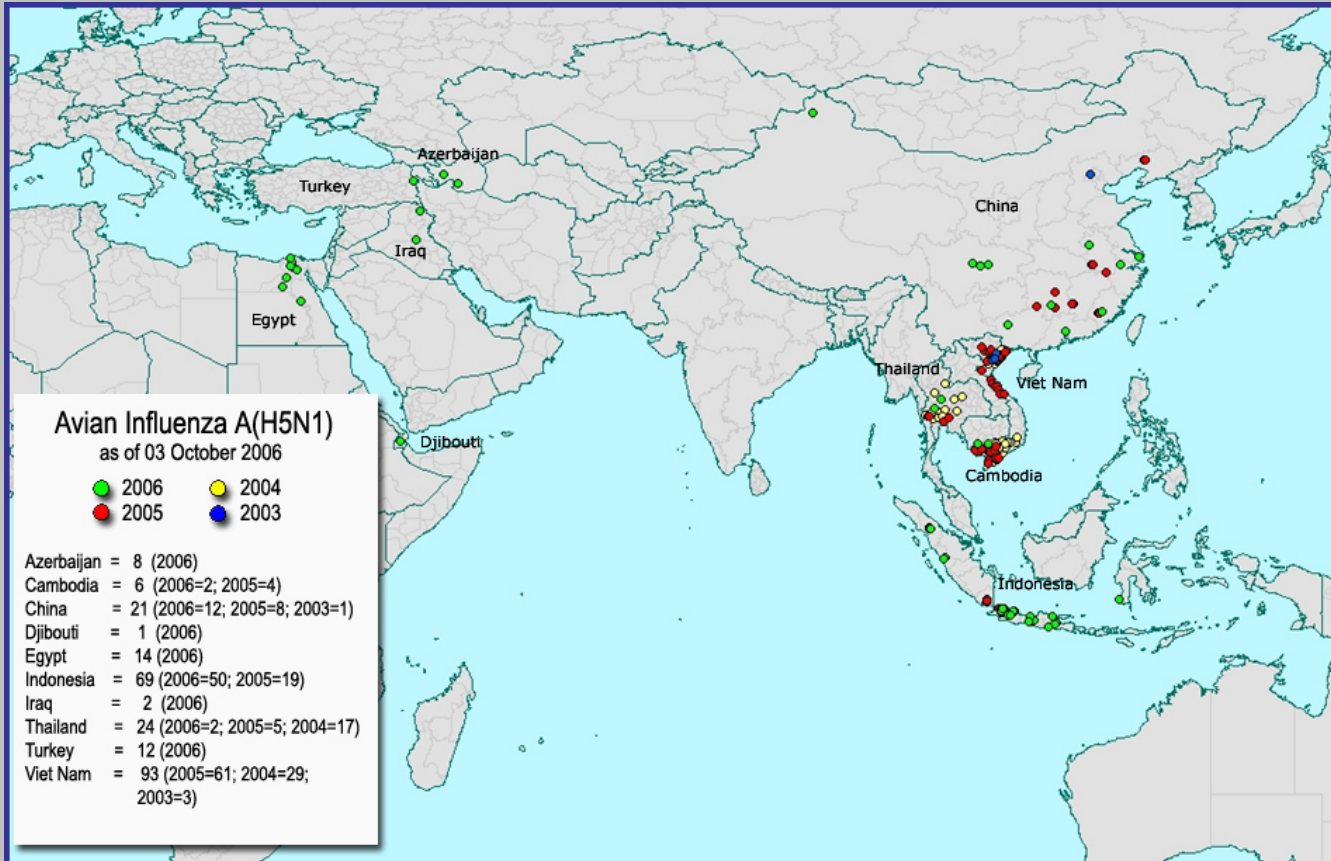 Azerbaijan
Turkey
China
Iraq
Egypt
Thailand
Viet Nam
Djibouti
Cambodia
Indonesia
Avian Influenza A(H5N1)
as of 03 October 2006
2006 2004
2005 2003
Azerbaijan = 8 (2006)
Cambodia = 6 (2006=2; 2005=4)
China = 21 (2006=12; 2005=8; 2003=1)
Djibouti = 1 (2006)
Egypt = 14 (2006)
Indonesia = 69 (2006=50; 2005=19)
Iraq = 2 (2006)
Thailand = 24 (2006=2; 2005=5; 2004=17)
Turkey = 12 (2006)
Viet Nam = 93 (2005=61; 2004=29;
2003=3)